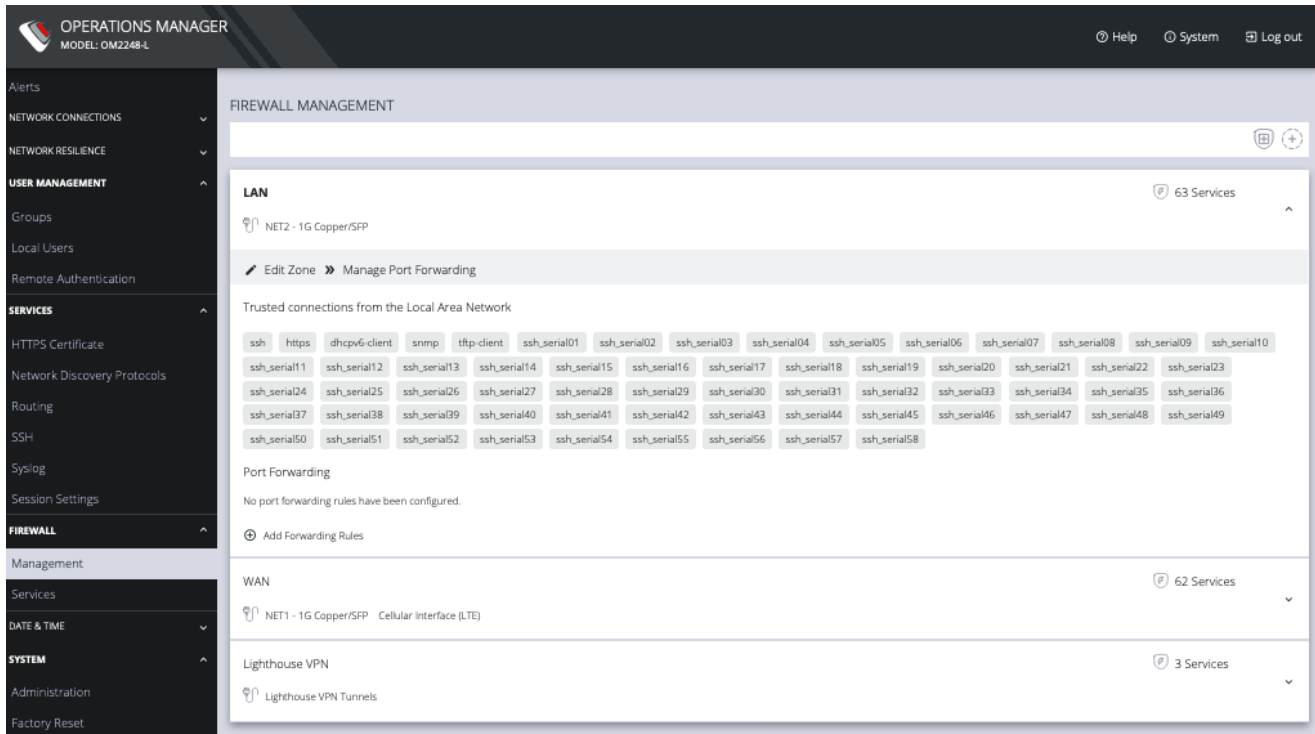 OPERATIONS MANAGER
MODEL: OM2248-L
Help System Log out
Alerts
NETWORK CONNECTIONS
NETWORK RESILIENCE
USER MANAGEMENT
Groups
Local Users
Remote Authentication
SERVICES
HTTPS Certificate
Network Discovery Protocols
Routing
SSH
Syslog
Session Settings
FIREWALL
Management
Services
DATE & TIME
SYSTEM
Administration
Factory Reset
FIREWALL MANAGEMENT
LAN 63 Services
NET2 - 1G Copper/SFP
Edit Zone Manage Port Forwarding
Trusted connections from the Local Area Network
ssh https dhcpv6-client snmp tftp-client ssh_serial01 ssh_serial02 ssh_serial03 ssh_serial04 ssh_serial05 ssh_serial06 ssh_serial07 ssh_serial08 ssh_serial09 ssh_serial10
ssh_serial11 ssh_serial12 ssh_serial13 ssh_serial14 ssh_serial15 ssh_serial16 ssh_serial17 ssh_serial18 ssh_serial19 ssh_serial20 ssh_serial21 ssh_serial22 ssh_serial23
ssh_serial24 ssh_serial25 ssh_serial26 ssh_serial27 ssh_serial28 ssh_serial29 ssh_serial30 ssh_serial31 ssh_serial32 ssh_serial33 ssh_serial34 ssh_serial35 ssh_serial36
ssh_serial37 ssh_serial38 ssh_serial39 ssh_serial40 ssh_serial41 ssh_serial42 ssh_serial43 ssh_serial44 ssh_serial45 ssh_serial46 ssh_serial47 ssh_serial48 ssh_serial49
ssh_serial50 ssh_serial51 ssh_serial52 ssh_serial53 ssh_serial54 ssh_serial55 ssh_serial56 ssh_serial57 ssh_serial58
Port Forwarding
No port forwarding rules have been configured.
Add Forwarding Rules
WAN 62 Services
NET1 - 1G Copper/SFP Cellular Interface (LTE)
Lighthouse VPN 3 Services
Lighthouse VPN Tunnels